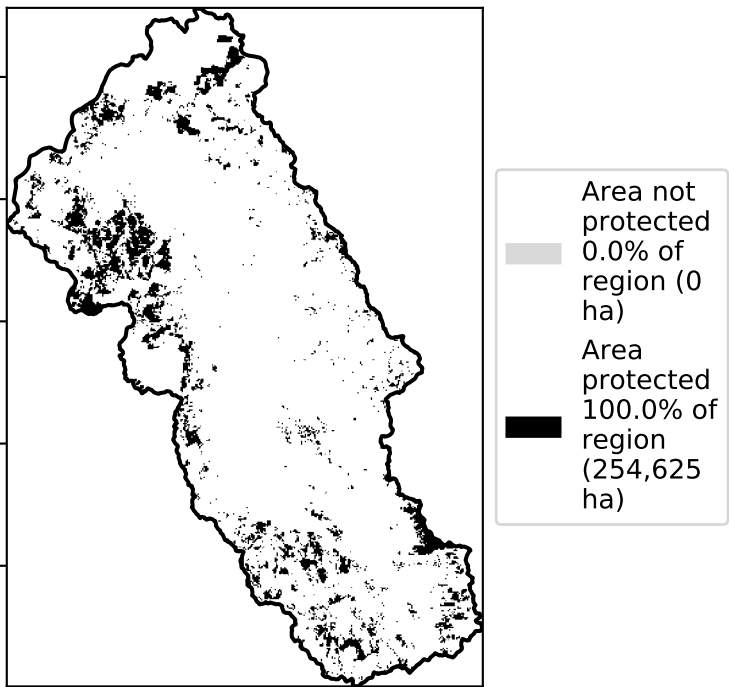 Area not
protected
0.0% of
region (0
ha)
Area
protected
100.0% of
region
(254,625
ha)